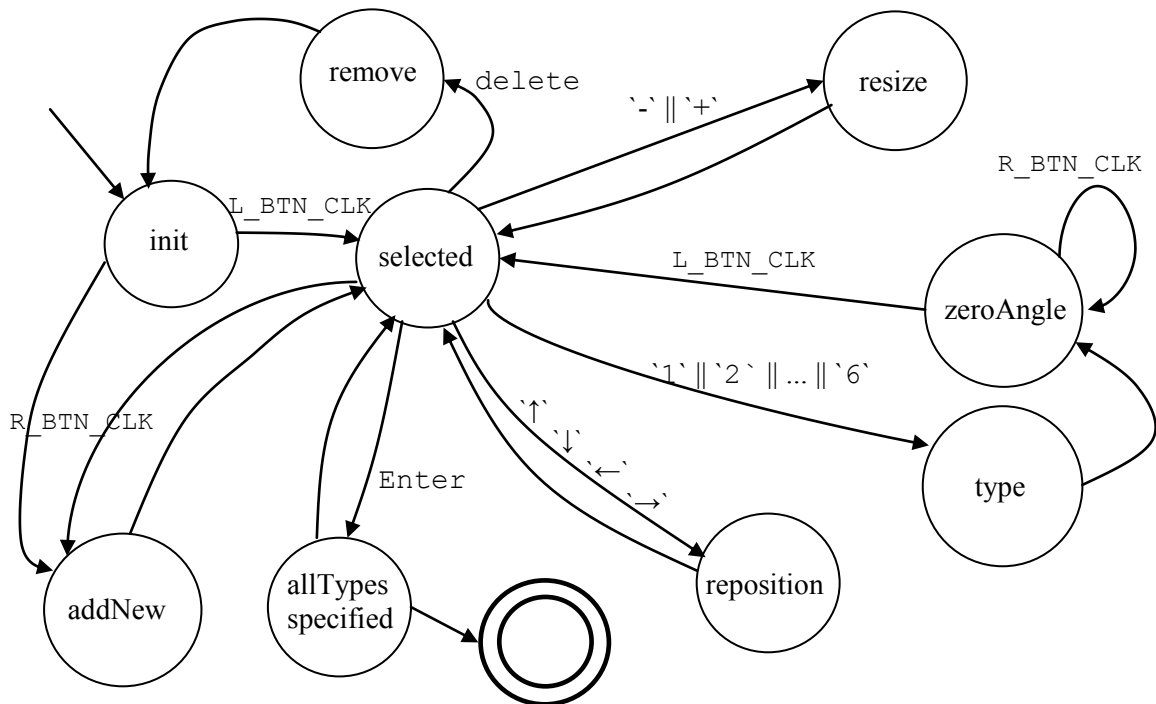 remove
delete
`-` || `+`
resize
R_BTN_CLK
L_BTN_CLK
init
selected
L_BTN_CLK
zeroAngle
`1` || `2 ` || ... || `6`
R_BTN_CLK
`↑`
`↓`
`←`
`→`
Enter
type
addNew
allTypes
specified
reposition